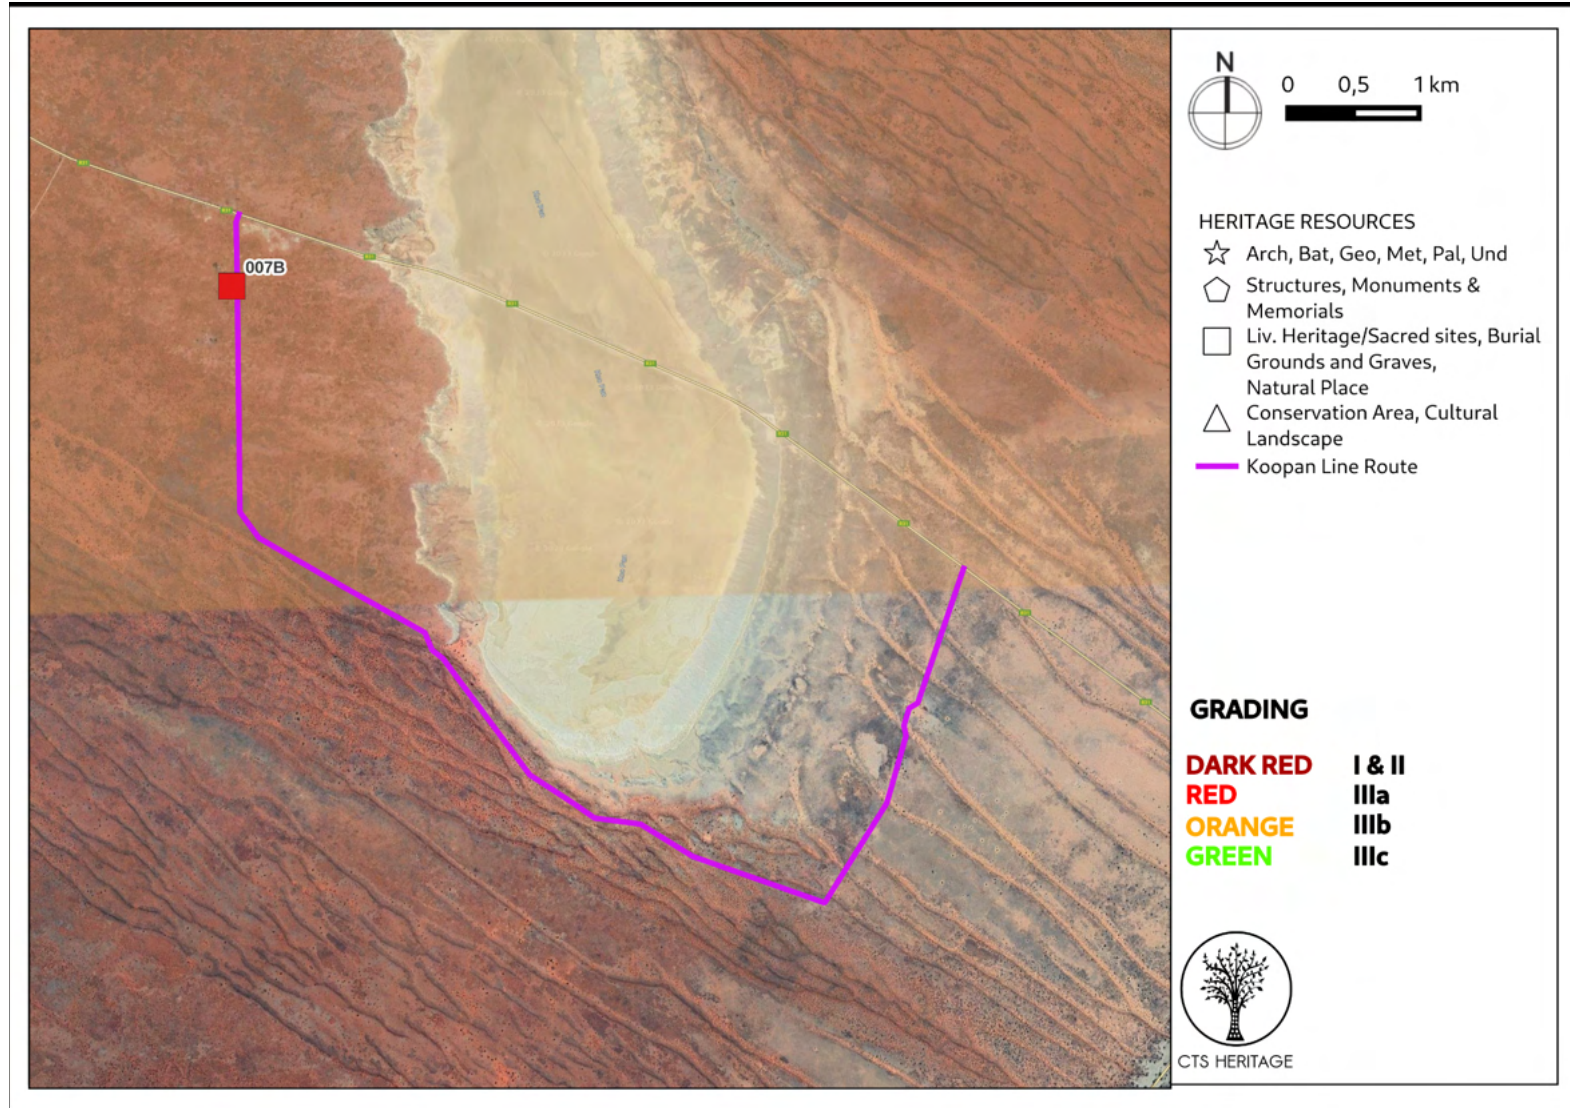 N
0 0,5 1 km
HERITAGE RESOURCES
Arch, Bat, Geo, Met, Pal, Und
Structures, Monuments &
Memorials
Liv. Heritage/Sacred sites, Burial
Grounds and Graves,
Natural Place
Conservation Area, Cultural
Landscape
Koopan Line Route
GRADING
DARK RED I & II
RED IIIa
ORANGE IIIb
GREEN IIIc
CTS HERITAGE
007B